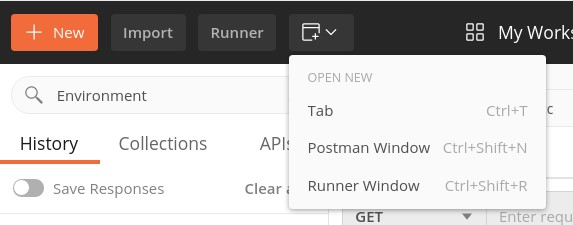 New Import Runner My Works
OPEN NEW
Environment
Tab Ctrl+T
History Collections APIs
Postman Window Ctrl+Shift+N
Runner Window Ctrl+Shift+R
Save Responses Clear a
GET Enter requ